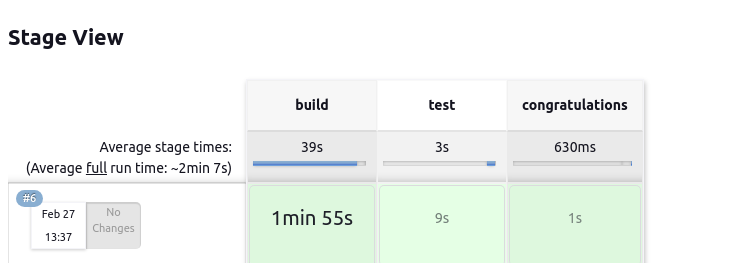 Stage View
build test congratulations
Average stage times: 39s 3s 630ms
(Average full run time: ~2min 7s)
#6
Feb 27 No
Changes
13:37
1min 55s 9s 1s